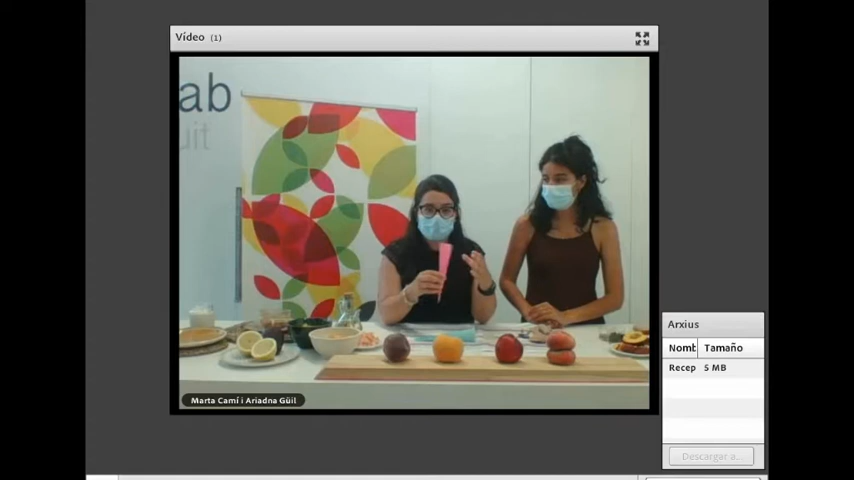 Vídeo (1)
ab
uit
Marta Camí i Ariadna Güil
Arxius
Nomb Tamaño
Recep 5 MB
Descargar a...